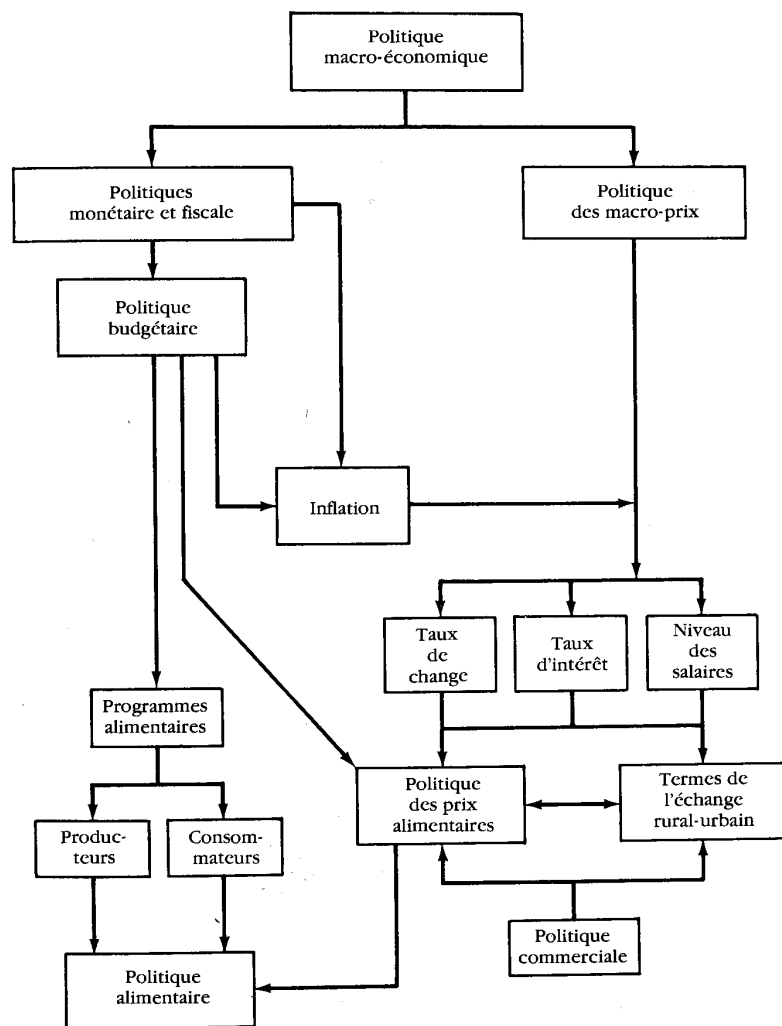 Politique
macro-économique
Politiques
monétaire et fiscale
Politique
des macro-prix
Politique
budgétaire
Inflation
Taux
de
change
Taux
d'intérêt
Niveau
des
salaires
Programmes
alimentaires
Politique
des prix
alimentaires
Termes de
l'échange
rural-urbain
Produc-
teurs
Consom-
mateurs
Politique
commerciale
Politique
alimentaire